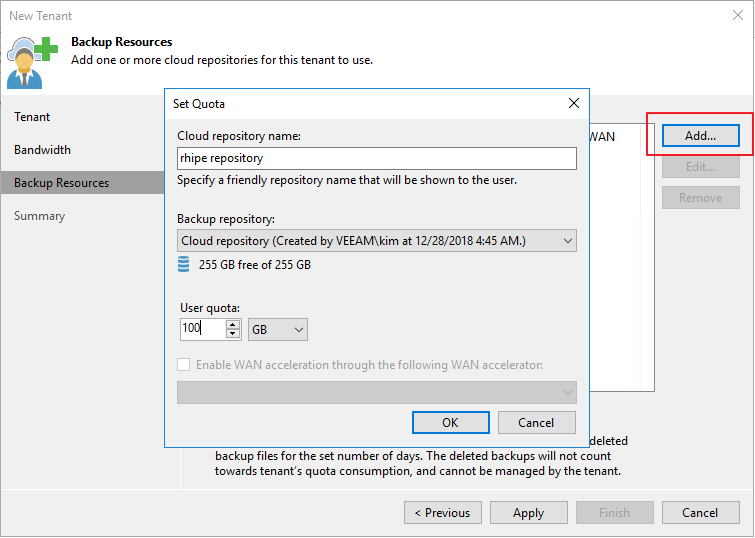 New Tenant
Backup Resources
Add one or more cloud repositories for this tenant to use.
Tenant
Bandwidth
Backup Resources
Summary
Set Quota
Cloud repository name:
rhipe repository
Specify a friendly repository name that will be shown to the user.
Backup repository:
Cloud repository (Created by VEEAM\kim at 12/28/2018 4:45 AM.)
255 GB free of 255 GB
User quota:
100
GB
Enable WAN acceleration through the following WAN accelerator:
OK
Cancel
WAN
Add...
Edit...
Remove
deleted
backup files for the set number of days. The deleted backups will not count
towards tenant's quota consumption, and cannot be managed by the tenant.
< Previous
Apply
Finish
Cancel